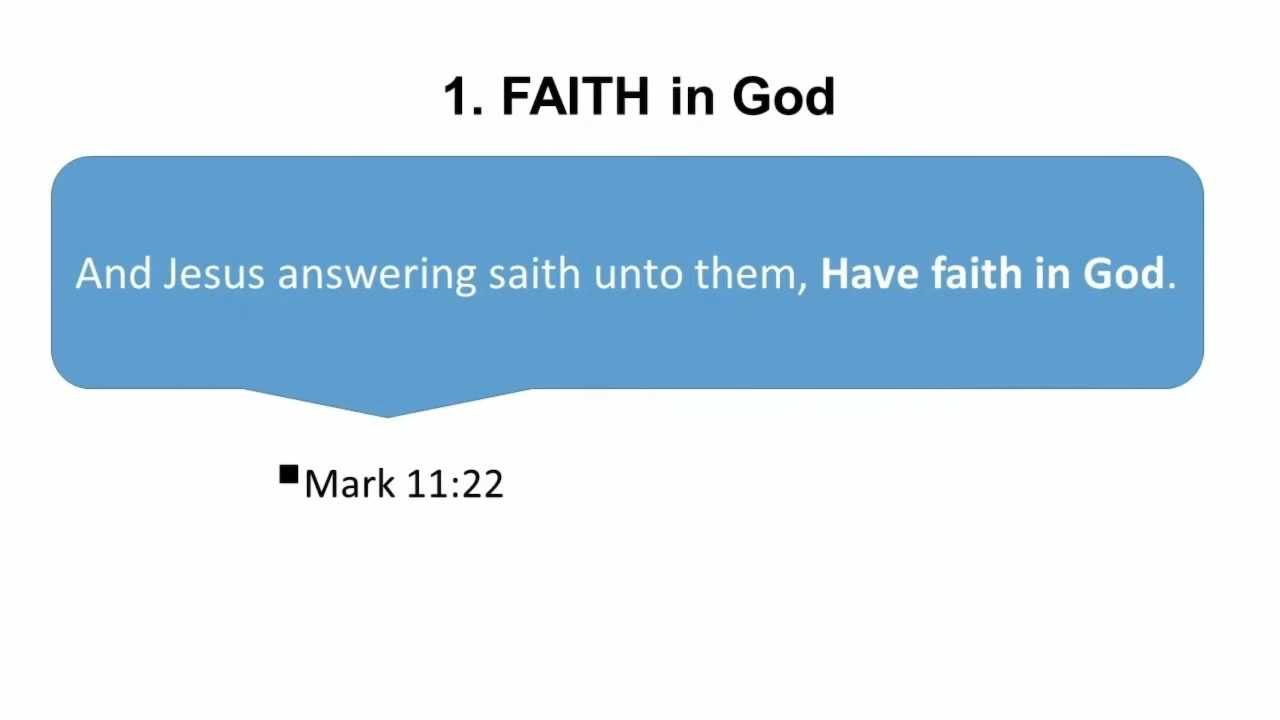 1. FAITH in God
And Jesus answering saith unto them, Have faith in God.
■Mark 11:22